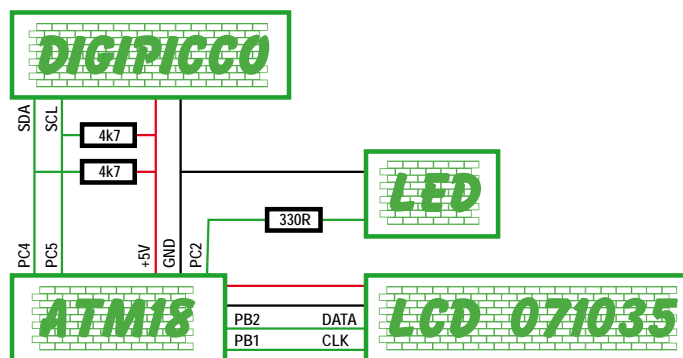 DIGIPICCO
SDA
SCL
4k7
4k7
LED
330R
PC4
PC5
+5V
GND
PC2
ATM18
PB2 DATA
PB1 CLK
LCD 071035